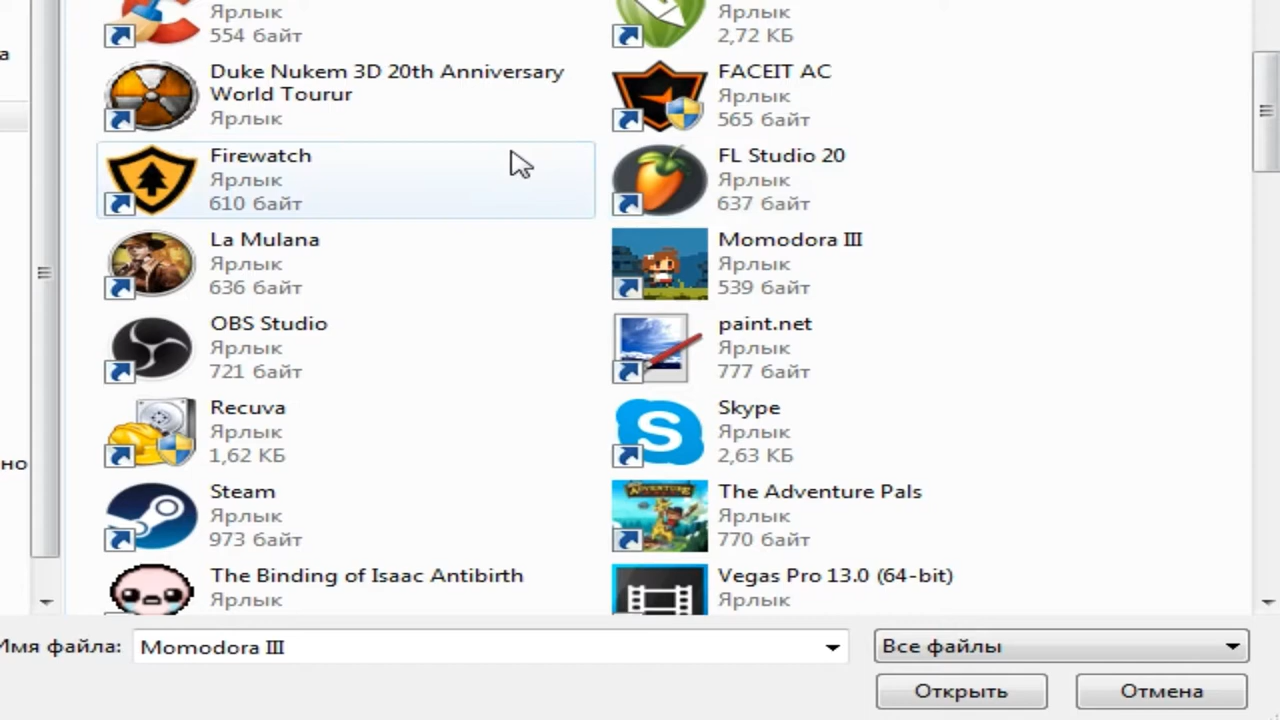 Ярлык
554 байт
Ярлык
2,72 КБ
а
Duke Nukem 3D 20th Anniversary
World Tourur
Ярлык
FACEIT AC
Ярлык
565 байт
Firewatch
Ярлык
610 байт
FL Studio 20
Ярлык
637 байт
La Mulana
Ярлык
636 байт
Momodora III
Ярлык
539 байт
OBS Studio
Ярлык
721 байт
paint.net
Ярлык
777 байт
Recuva
Ярлык
1,62 КБ
Skype
Ярлык
2,63 КБ
но
Steam
Ярлык
973 байт
The Adventure Pals
Ярлык
770 байт
The Binding of Isaac Antibirth
Ярлык
Vegas Pro 13.0 (64-bit)
Ярлык
Имя файла: Momodora III
Все файлы
Открыть
Отмена